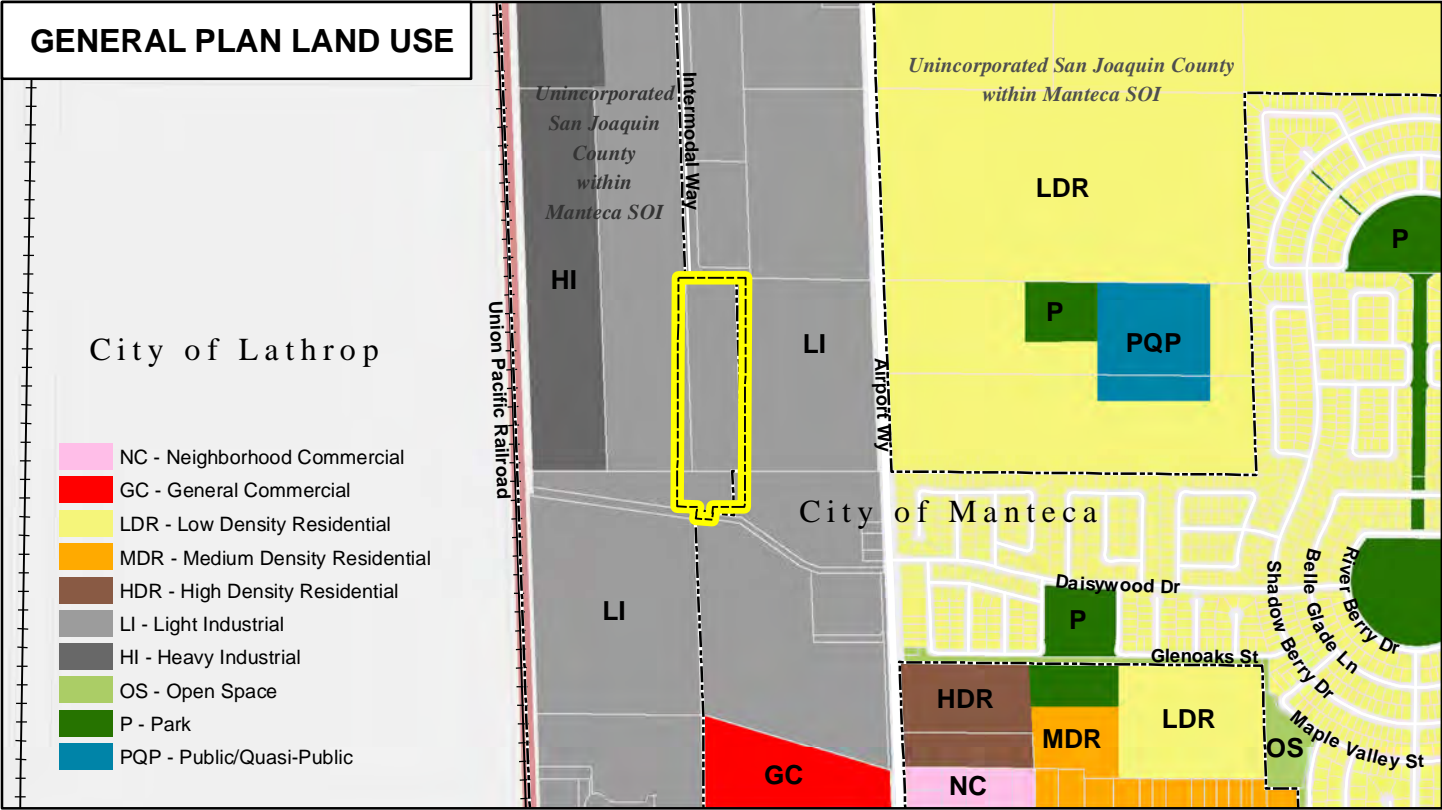 GENERAL PLAN LAND USE
Unincorporated
San Joaquin
County
within
Manteca SOI
Intermodal Way
Unincorporated San Joaquin County
within Manteca SOI
LDR
P
HI
P
PQP
LI
City of Lathrop
Union Pacific Railroad
Airport Wy
City of Manteca
NC - Neighborhood Commercial
GC - General Commercial
LDR - Low Density Residential
MDR - Medium Density Residential
HDR - High Density Residential
LI - Light Industrial
HI - Heavy Industrial
OS - Open Space
P - Park
PQP - Public/Quasi-Public
LI
Daisywood Dr
P
Glenoaks St
Shadow Berry Dr
Belle Glade Ln
River Berry Dr
HDR
MDR
LDR
OS
Maple Valley St
GC
NC